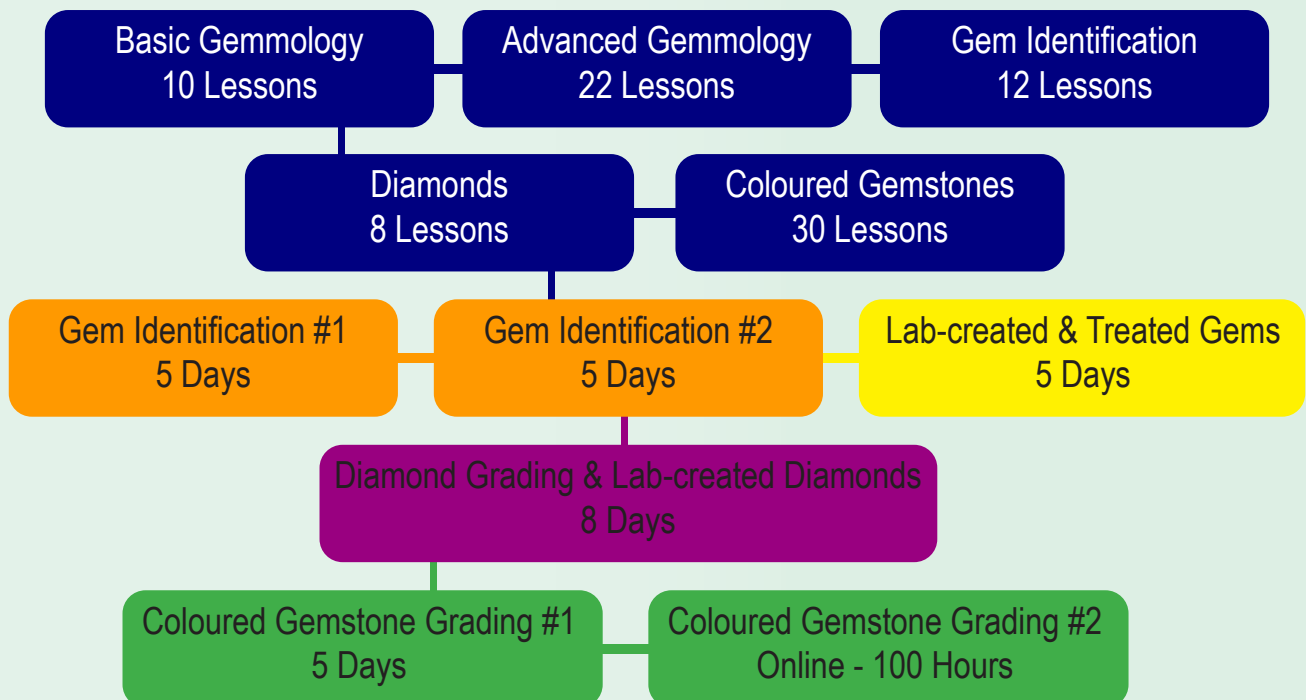 Basic Gemmology
10 Lessons
Advanced Gemmology
22 Lessons
Gem Identification
12 Lessons
Diamonds
8 Lessons
Coloured Gemstones
30 Lessons
Gem Identification #1
5 Days
Gem Identification #2
5 Days
Lab-created & Treated Gems
5 Days
Diamond Grading & Lab-created Diamonds
8 Days
Coloured Gemstone Grading #1
5 Days
Coloured Gemstone Grading #2
Online - 100 Hours